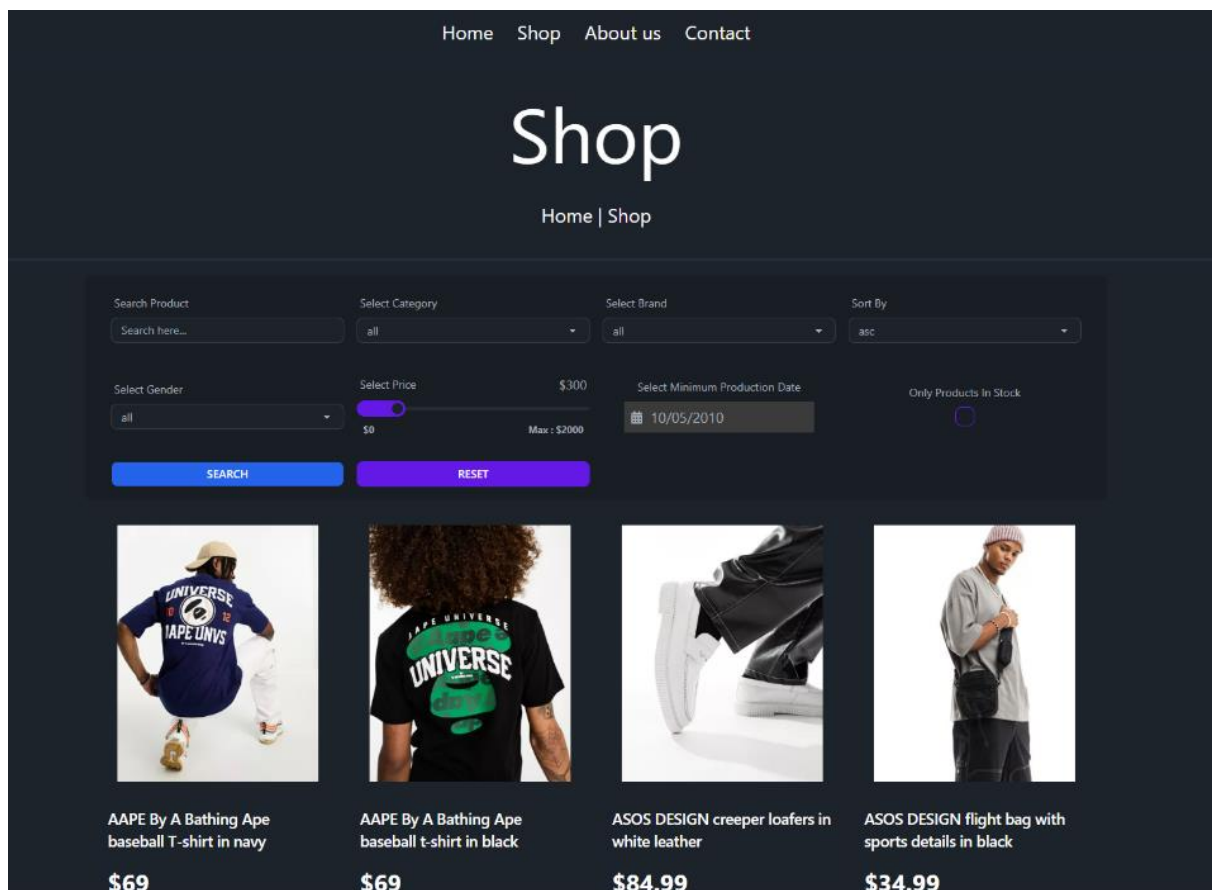 Home Shop About us Contact
Shop
Home | Shop
Search Product
Select Category
Select Brand
Sort By
Search here...
all
all
asc
Select Gender
Select Price
$300
Select Minimum Production Date
Only Products In Stock
all
10/05/2010
$0
Max : $2000
SEARCH
RESET
UNIVERSE
AAPE UNIVERSE
UNIVERSE
AAPE By A Bathing Ape
baseball T-shirt in navy
AAPE By A Bathing Ape
baseball t-shirt in black
ASOS DESIGN creeper loafers in
white leather
ASOS DESIGN flight bag with
sports details in black
$69
$69
$84.99
$34.99